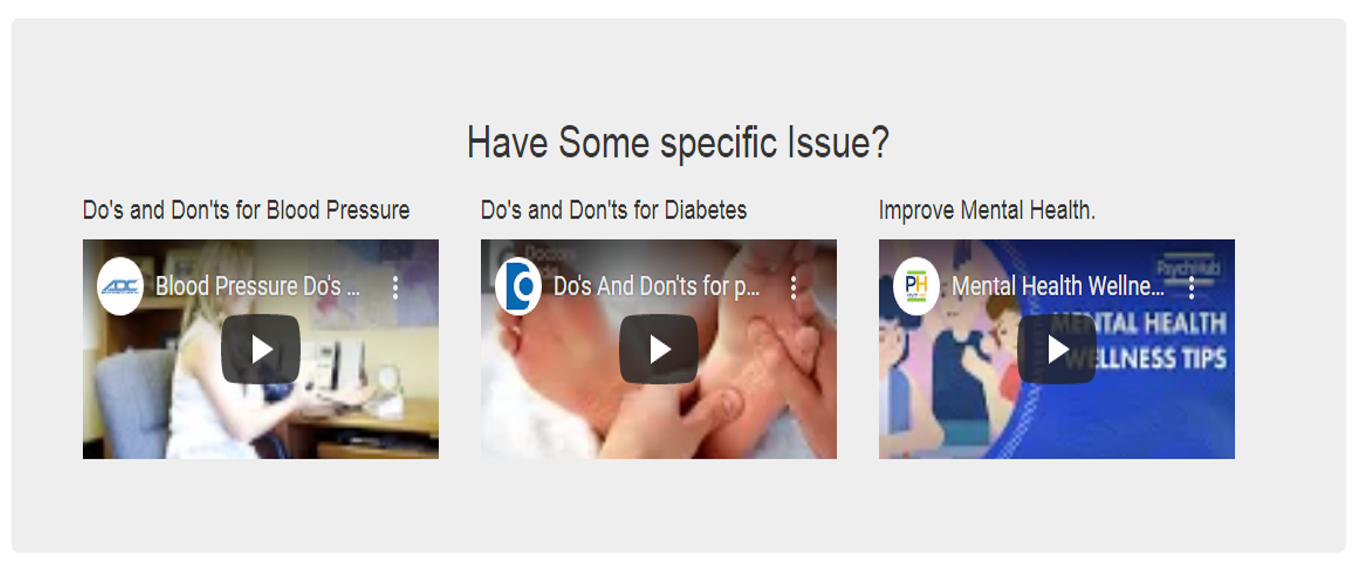 Have Some specific Issue?
Do's and Don'ts for Blood Pressure
Do's and Don'ts for Diabetes
Improve Mental Health.
ADC
Blood Pressure Do's ...
Doctors
Do's And Don'ts for p...
PH
Mental Health Wellne...
PsychHub
MENTAL HEALTH
WELLNESS TIPS